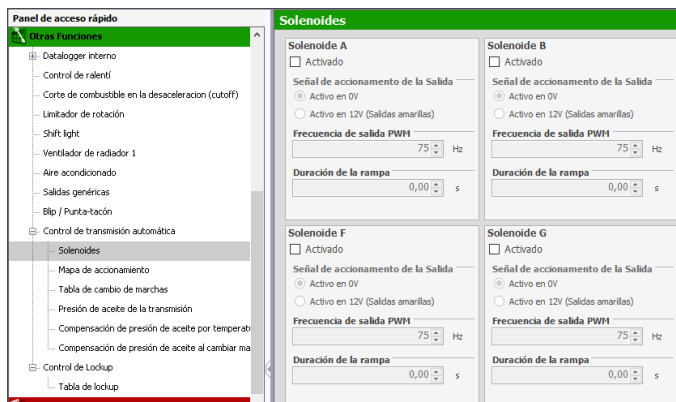 Panel de acceso rápido
Otras Funciones
Datalogger interno
Control de ralentí
Corte de combustible en la desaceleracion (cutoff)
Limitador de rotación
Shift light
Ventilador de radiador 1
Aire acondicionado
Salidas genéricas
Blip / Punta-tacón
Control de transmisión automática
Solenoides
Mapa de accionamiento
Tabla de cambio de marchas
Presión de aceite de la transmisión
Compensación de presión de aceite por temperatu
Compensación de presión de aceite al cambiar ma
Control de Lockup
Tabla de lockup
Solenoides
Solenoide A
Activado
Señal de accionamento de la Salida
Activo en 0V
Activo en 12V (Salidas amarillas)
Frecuencia de salida PWM
75 Hz
Duración de la rampa
0,00 s
Solenoide B
Activado
Señal de accionamento de la Salida
Activo en 0V
Activo en 12V (Salidas amarillas)
Frecuencia de salida PWM
75 Hz
Duración de la rampa
0,00 s
Solenoide F
Activado
Señal de accionamento de la Salida
Activo en 0V
Activo en 12V (Salidas amarillas)
Frecuencia de salida PWM
75 Hz
Duración de la rampa
0,00 s
Solenoide G
Activado
Señal de accionamento de la Salida
Activo en 0V
Activo en 12V (Salidas amarillas)
Frecuencia de salida PWM
75 Hz
Duración de la rampa
0,00 s